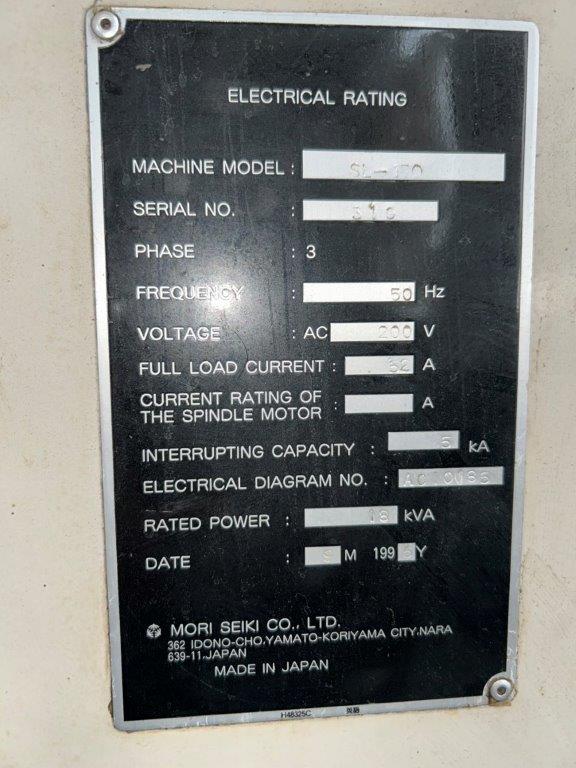 ELECTRICAL RATING
MACHINE MODEL :
SERIAL NO. :
PHASE : 3
FREQUENCY : 50 Hz
VOLTAGE : AC 200 V
FULL LOAD CURRENT : 52 A
CURRENT RATING OF
THE SPINDLE MOTOR : A
INTERRUPTING CAPACITY : 5 kA
ELECTRICAL DIAGRAM NO. :
RATED POWER : 18 kVA
DATE : M 199 Y
MORI SEIKI CO., LTD.
362 IDONO-CHO,YAMATO-KORIYAMA CITY,NARA
639-11,JAPAN
MADE IN JAPAN
H48325C